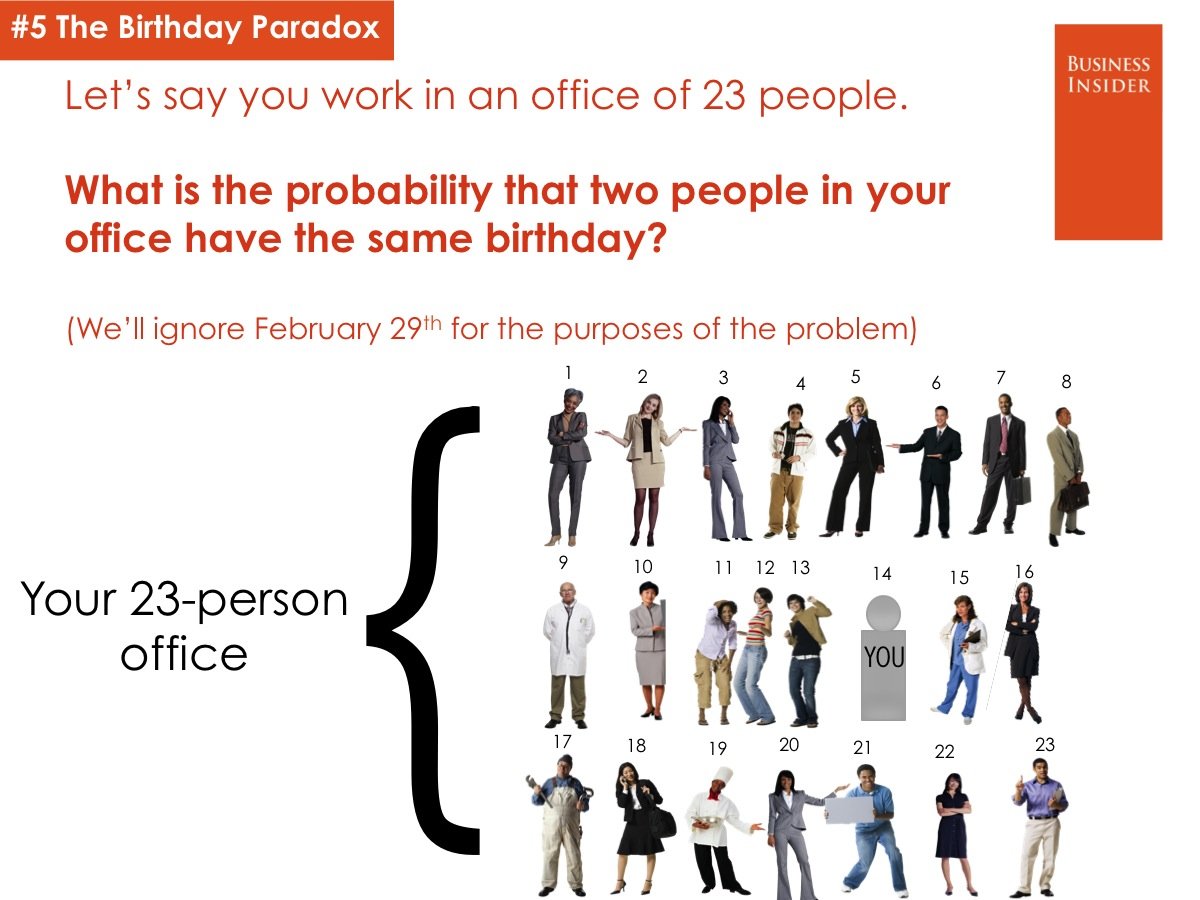 #5 The Birthday Paradox
BUSINESS
INSIDER
Let's say you work in an office of 23 people.
What is the probability that two people in your
office have the same birthday?
(We'll ignore February 29th for the purposes of the problem)
Your 23-person
office
1 2 3 4 5 6 7 8
9 10 11 12 13 14 15 16
YOU
17 18 19 20 21 22 23